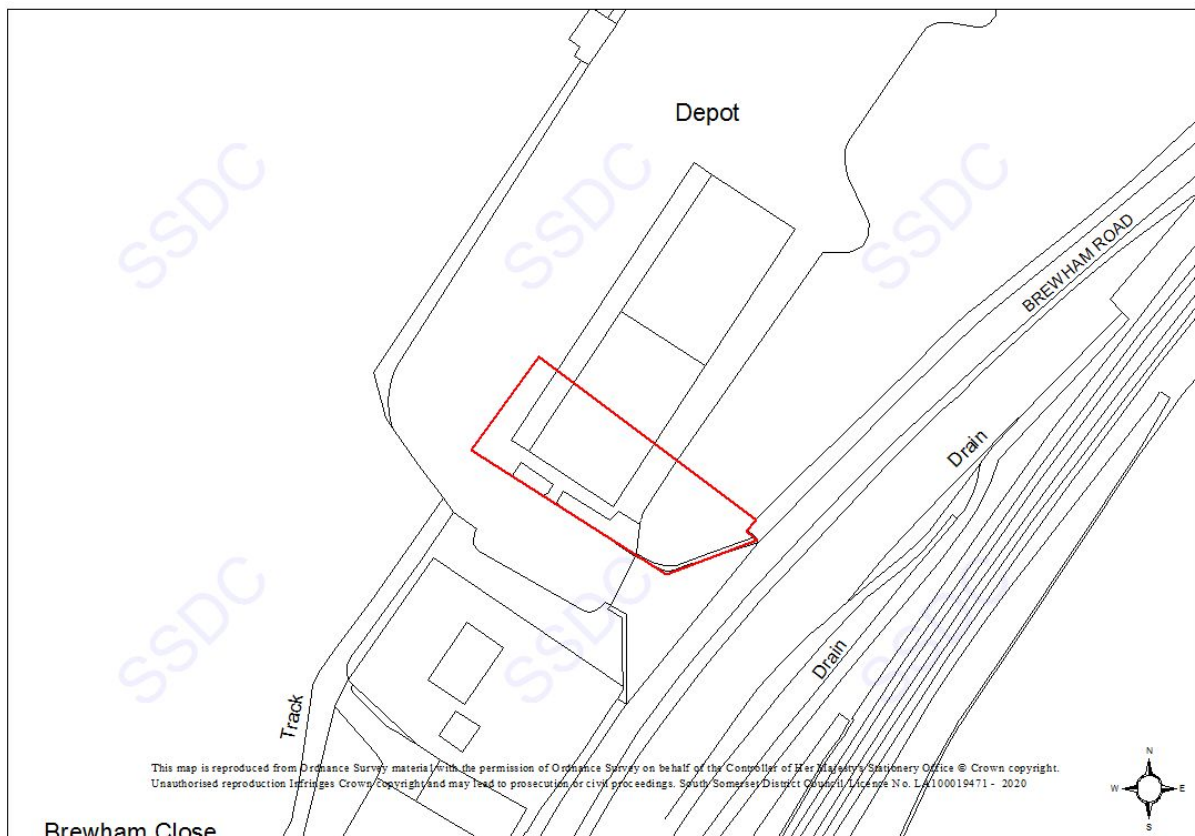 Depot
SSDC
SSDC
SSDC
BREWHAM ROAD
Drain
SSDC
SSDC
SSDC
Drain
Track
This map is reproduced from Ordnance Survey material with the permission of Ordnance Survey on behalf of the Controller of Her Majesty's Stationery Office © Crown copyright.
Unauthorised reproduction infringes Crown copyright and may lead to prosecution or civil proceedings. South Somerset District Council Licence No. LA100019471 - 2020
N
W
E
S
Brewham Close